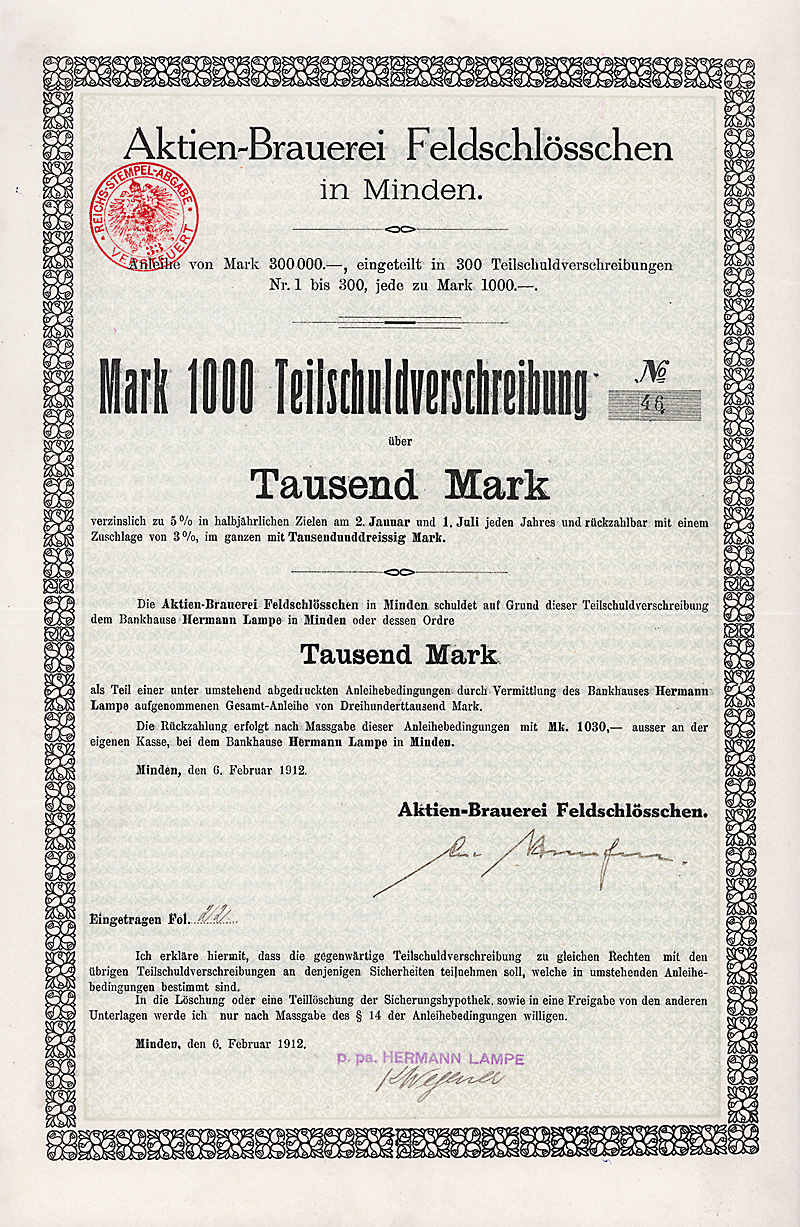 Aktien-Brauerei Feldschlösschen
in Minden.
REICHS-STEMPEL-ABGABE
33
VERSTEUERT
Anleihe von Mark 300000.—, eingeteilt in 300 Teilschuldverschreibungen
Nr. 1 bis 300, jede zu Mark 1000.—.
Mark 1000 Teilschuldverschreibung
No
46
über
Tausend Mark
verzinslich zu 5% in halbjährlichen Zielen am 2. Januar und 1. Juli jeden Jahres und rückzahlbar mit einem
Zuschlage von 3%, im ganzen mit Tausendunddreissig Mark.
Die Aktien-Brauerei Feldschlösschen in Minden schuldet auf Grund dieser Teilschuldverschreibung
dem Bankhause Hermann Lampe in Minden oder dessen Ordre
Tausend Mark
als Teil einer unter umstehend abgedruckten Anleihebedingungen durch Vermittlung des Bankhauses Hermann
Lampe aufgenommenen Gesamt-Anleihe von Dreihunderttausend Mark.
Die Rückzahlung erfolgt nach Massgabe dieser Anleihebedingungen mit Mk. 1030,— ausser an der
eigenen Kasse, bei dem Bankhause Hermann Lampe in Minden.
Minden, den 6. Februar 1912.
Aktien-Brauerei Feldschlösschen.
Eingetragen Fol. 22
Ich erkläre hiermit, dass die gegenwärtige Teilschuldverschreibung zu gleichen Rechten mit den
übrigen Teilschuldverschreibungen an denjenigen Sicherheiten teilnehmen soll, welche in umstehenden Anleihe-
bedingungen bestimmt sind.
In die Löschung oder eine Teillöschung der Sicherungshypothek, sowie in eine Freigabe von den anderen
Unterlagen werde ich nur nach Massgabe des § 14 der Anleihebedingungen willigen.
Minden, den 6. Februar 1912.
p. pa. HERMANN LAMPE
KWegener